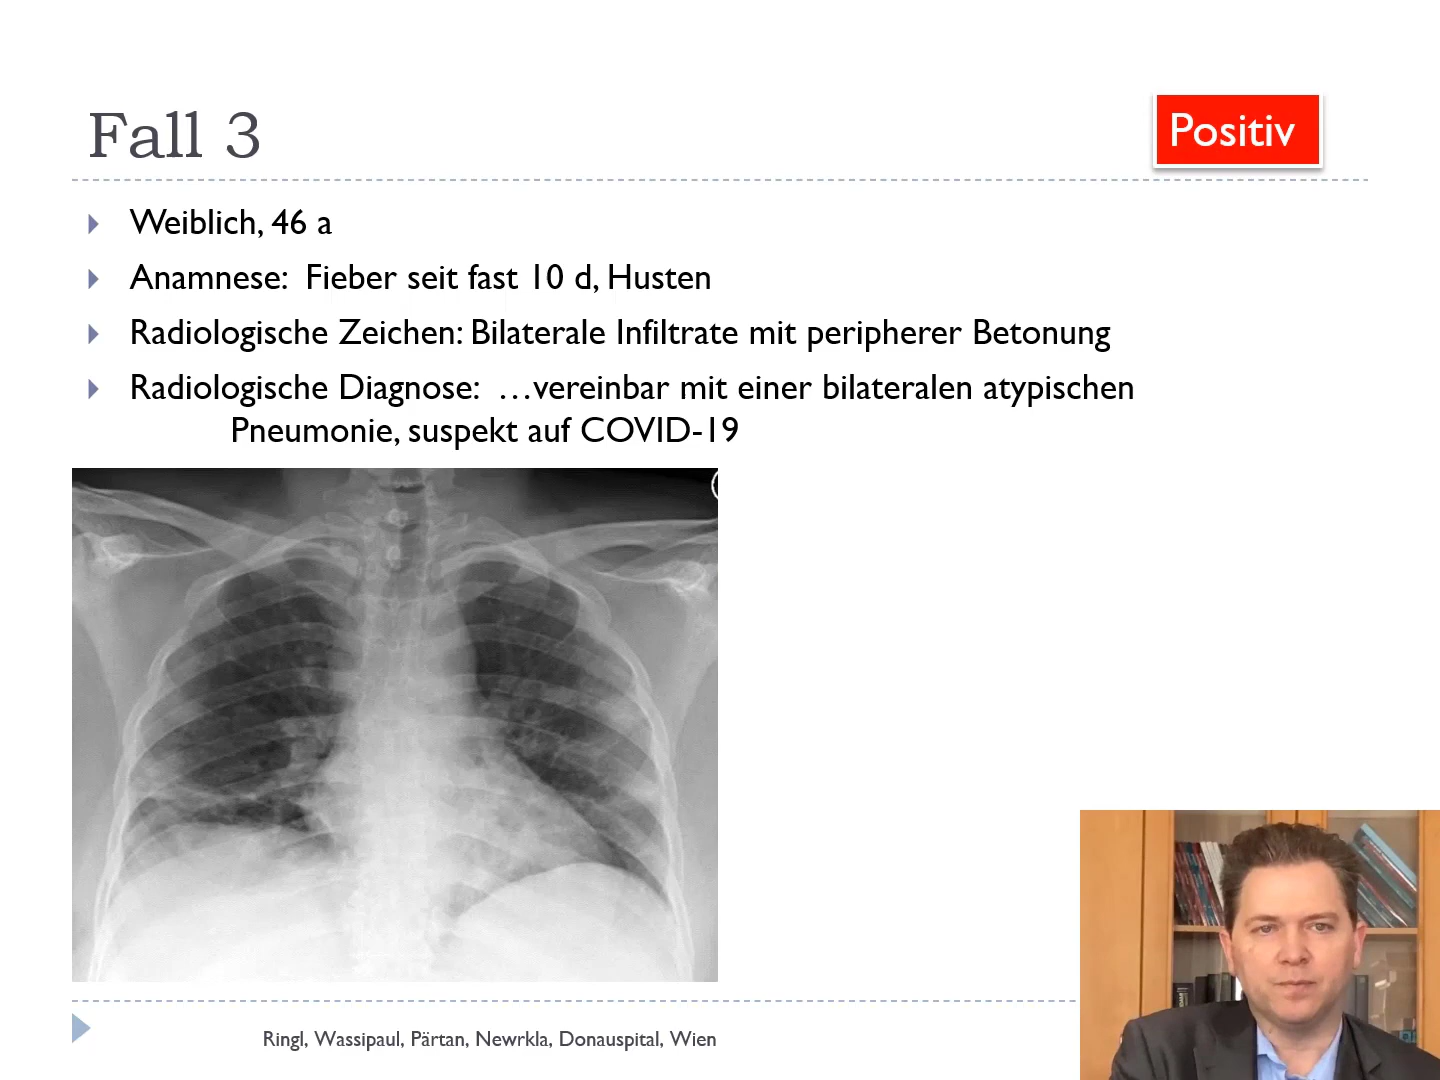 Fall 3
Positiv
Weiblich, 46 a
Anamnese: Fieber seit fast 10 d, Husten
Radiologische Zeichen: Bilaterale Infiltrate mit peripherer Betonung
Radiologische Diagnose: …vereinbar mit einer bilateralen atypischen
Pneumonie, suspekt auf COVID-19
Ringl, Wassipaul, Pärtan, Newrkla, Donauspital, Wien